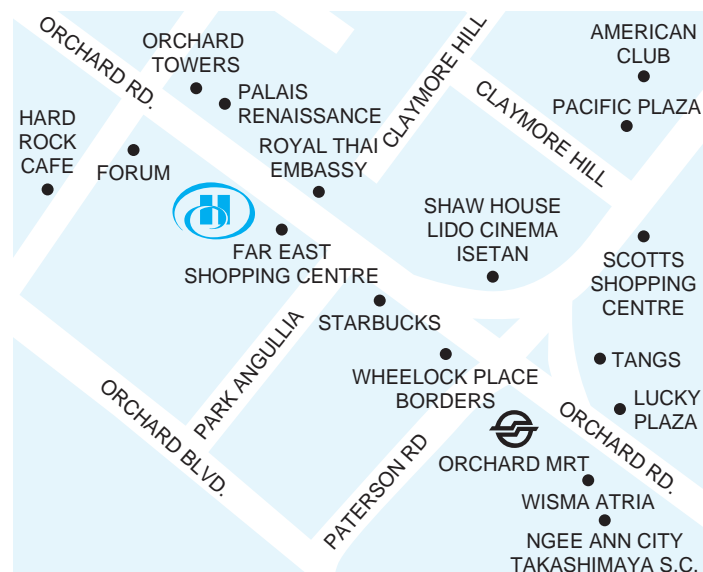 ORCHARD RD.
ORCHARD
TOWERS
PALAIS
RENAISSANCE
CLAYMORE HILL
AMERICAN
CLUB
PACIFIC PLAZA
CLAYMORE HILL
HARD
ROCK
CAFE
FORUM
ROYAL THAI
EMBASSY
H
FAR EAST
SHOPPING CENTRE
SHAW HOUSE
LIDO CINEMA
ISETAN
SCOTTS
SHOPPING
CENTRE
STARBUCKS
PARK ANGULLIA
WHEELOCK PLACE
BORDERS
TANGS
LUCKY
PLAZA
ORCHARD BLVD.
PATERSON RD
ORCHARD RD.
ORCHARD MRT
WISMA ATRIA
NGEE ANN CITY
TAKASHIMAYA S.C.